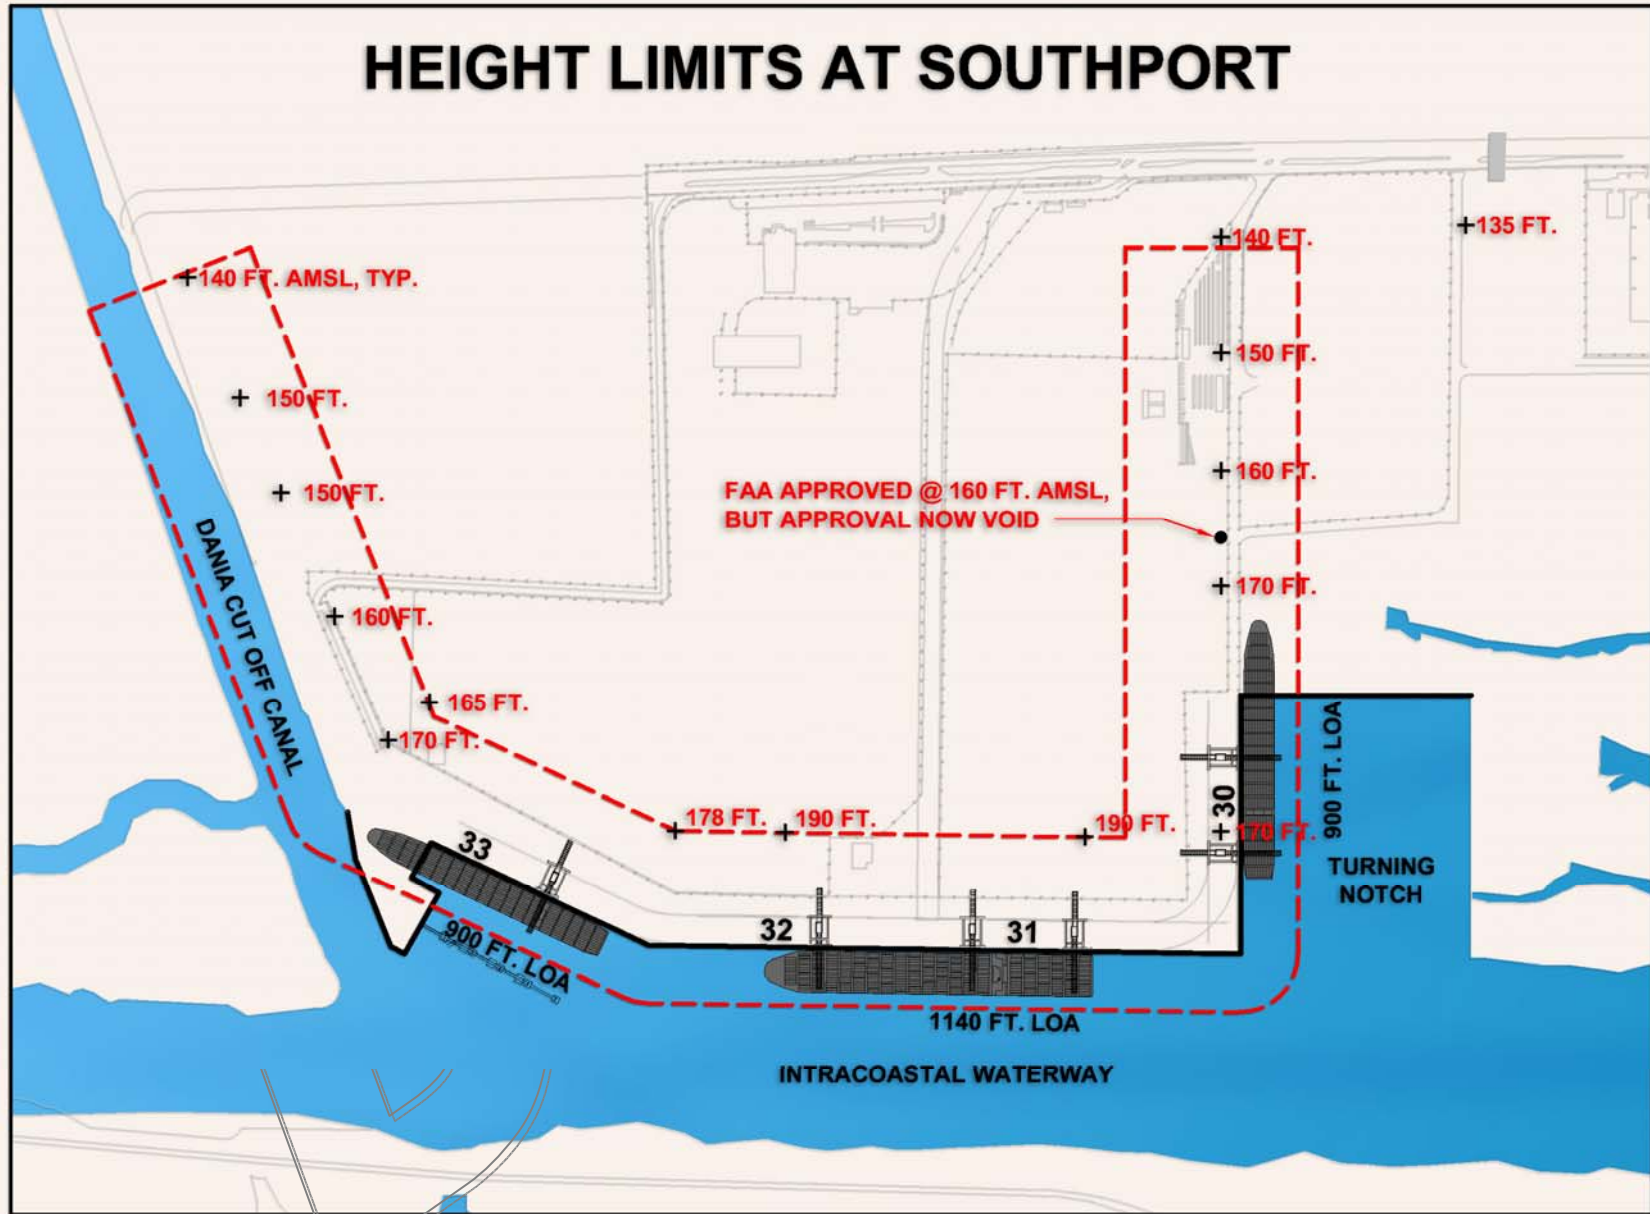 HEIGHT LIMITS AT SOUTHPORT
140 FT.
135 FT.
140 FT. AMSL, TYP.
150 FT.
150 FT.
160 FT.
150 FT.
FAA APPROVED @ 160 FT. AMSL,
BUT APPROVAL NOW VOID
170 FT.
160 FT.
165 FT.
170 FT.
DANIA CUT OFF CANAL
178 FT.
190 FT.
190 FT.
30
170 FT.
900 FT. LOA
TURNING
NOTCH
33
32
31
900 FT. LOA
1140 FT. LOA
INTRACOASTAL WATERWAY